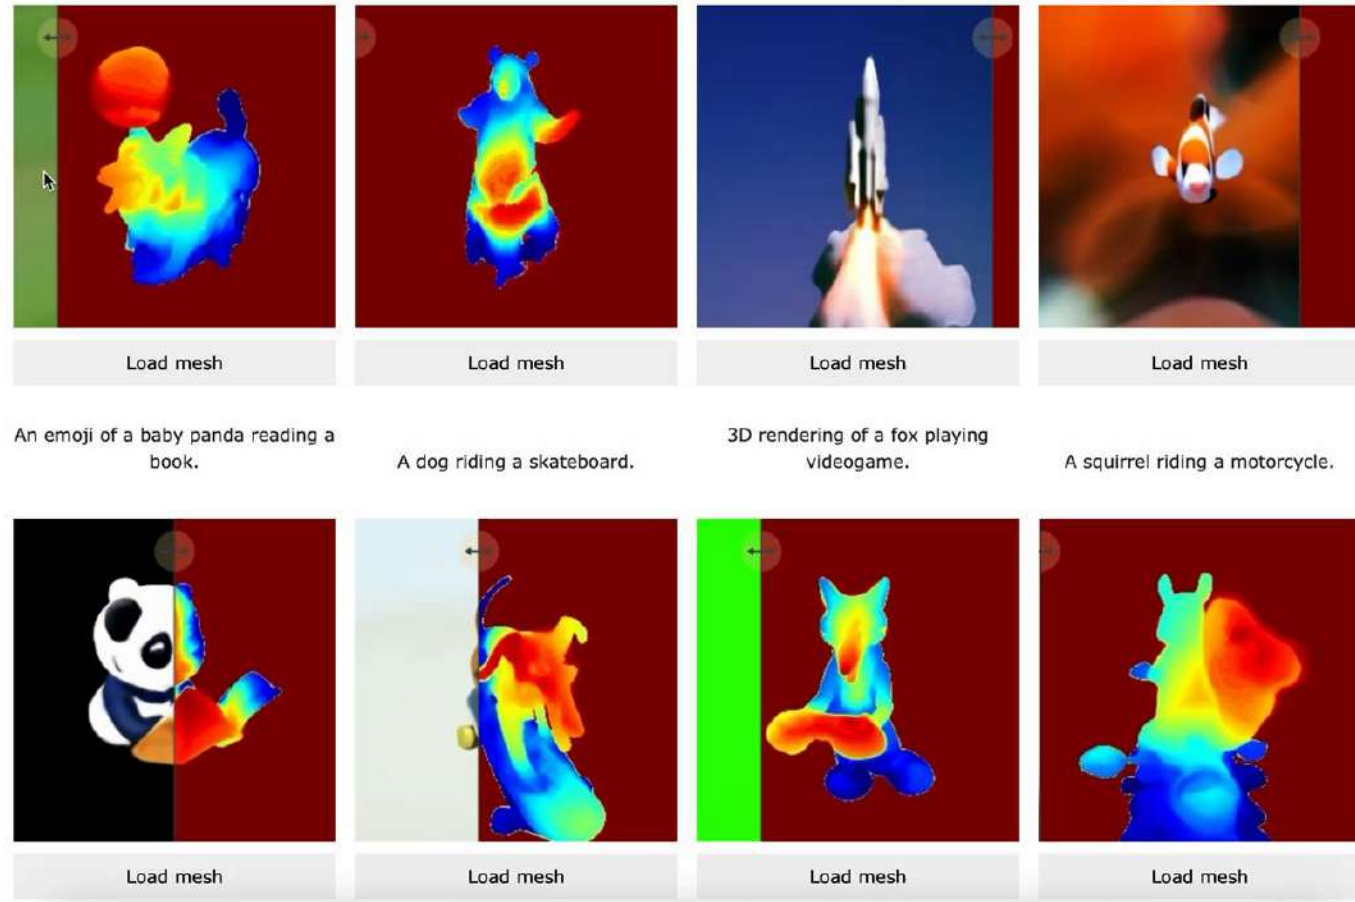 Load mesh
Load mesh
Load mesh
Load mesh
An emoji of a baby panda reading a
book.
A dog riding a skateboard.
3D rendering of a fox playing
videogame.
A squirrel riding a motorcycle.
Load mesh
Load mesh
Load mesh
Load mesh